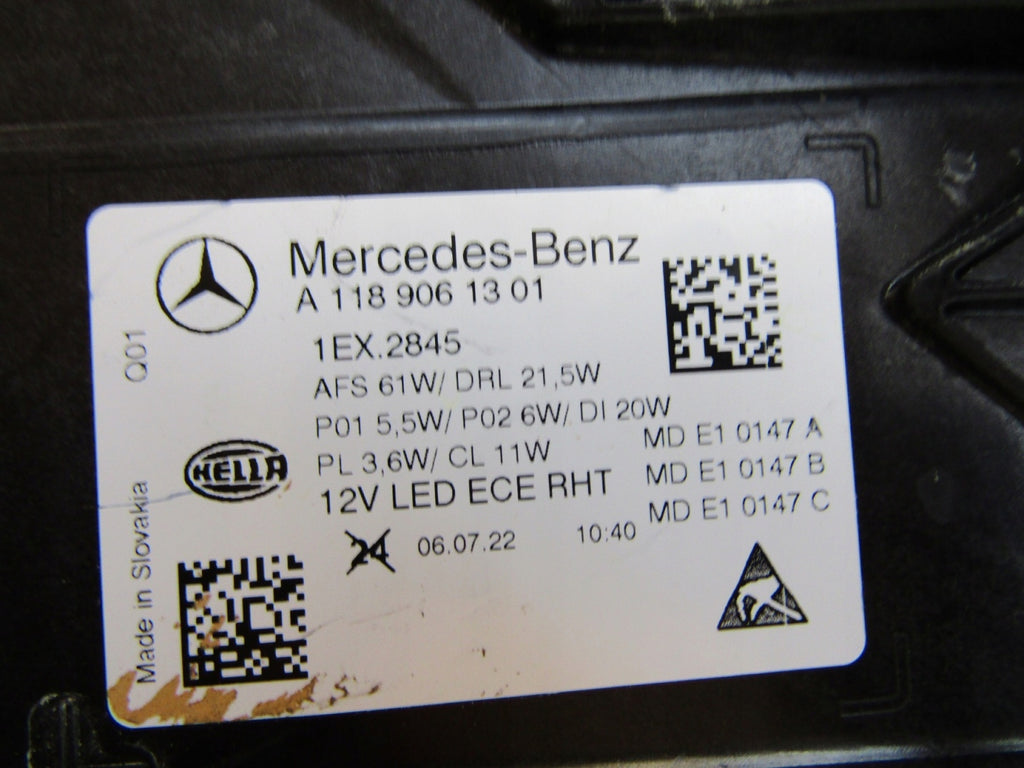 Mercedes-Benz
A 118 906 13 01
1EX.2845
AFS 61W/ DRL 21,5W
P01 5,5W/ P02 6W/ DI 20W
PL 3,6W/ CL 11W
12V LED ECE RHT
MD E1 0147 A
MD E1 0147 B
MD E1 0147 C
24
06.07.22 10:40
HELLA
Q01
Made in Slovakia